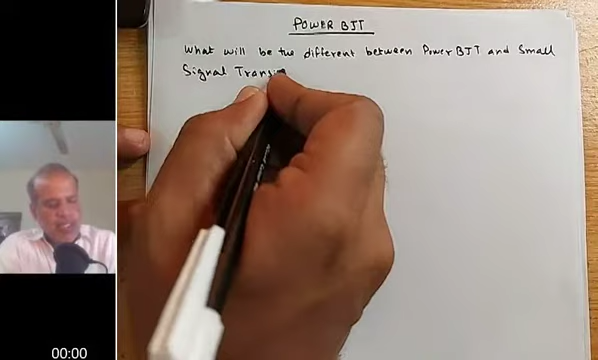 POWER BJT
What will be the different between Power BJT and Small
Signal
00:00